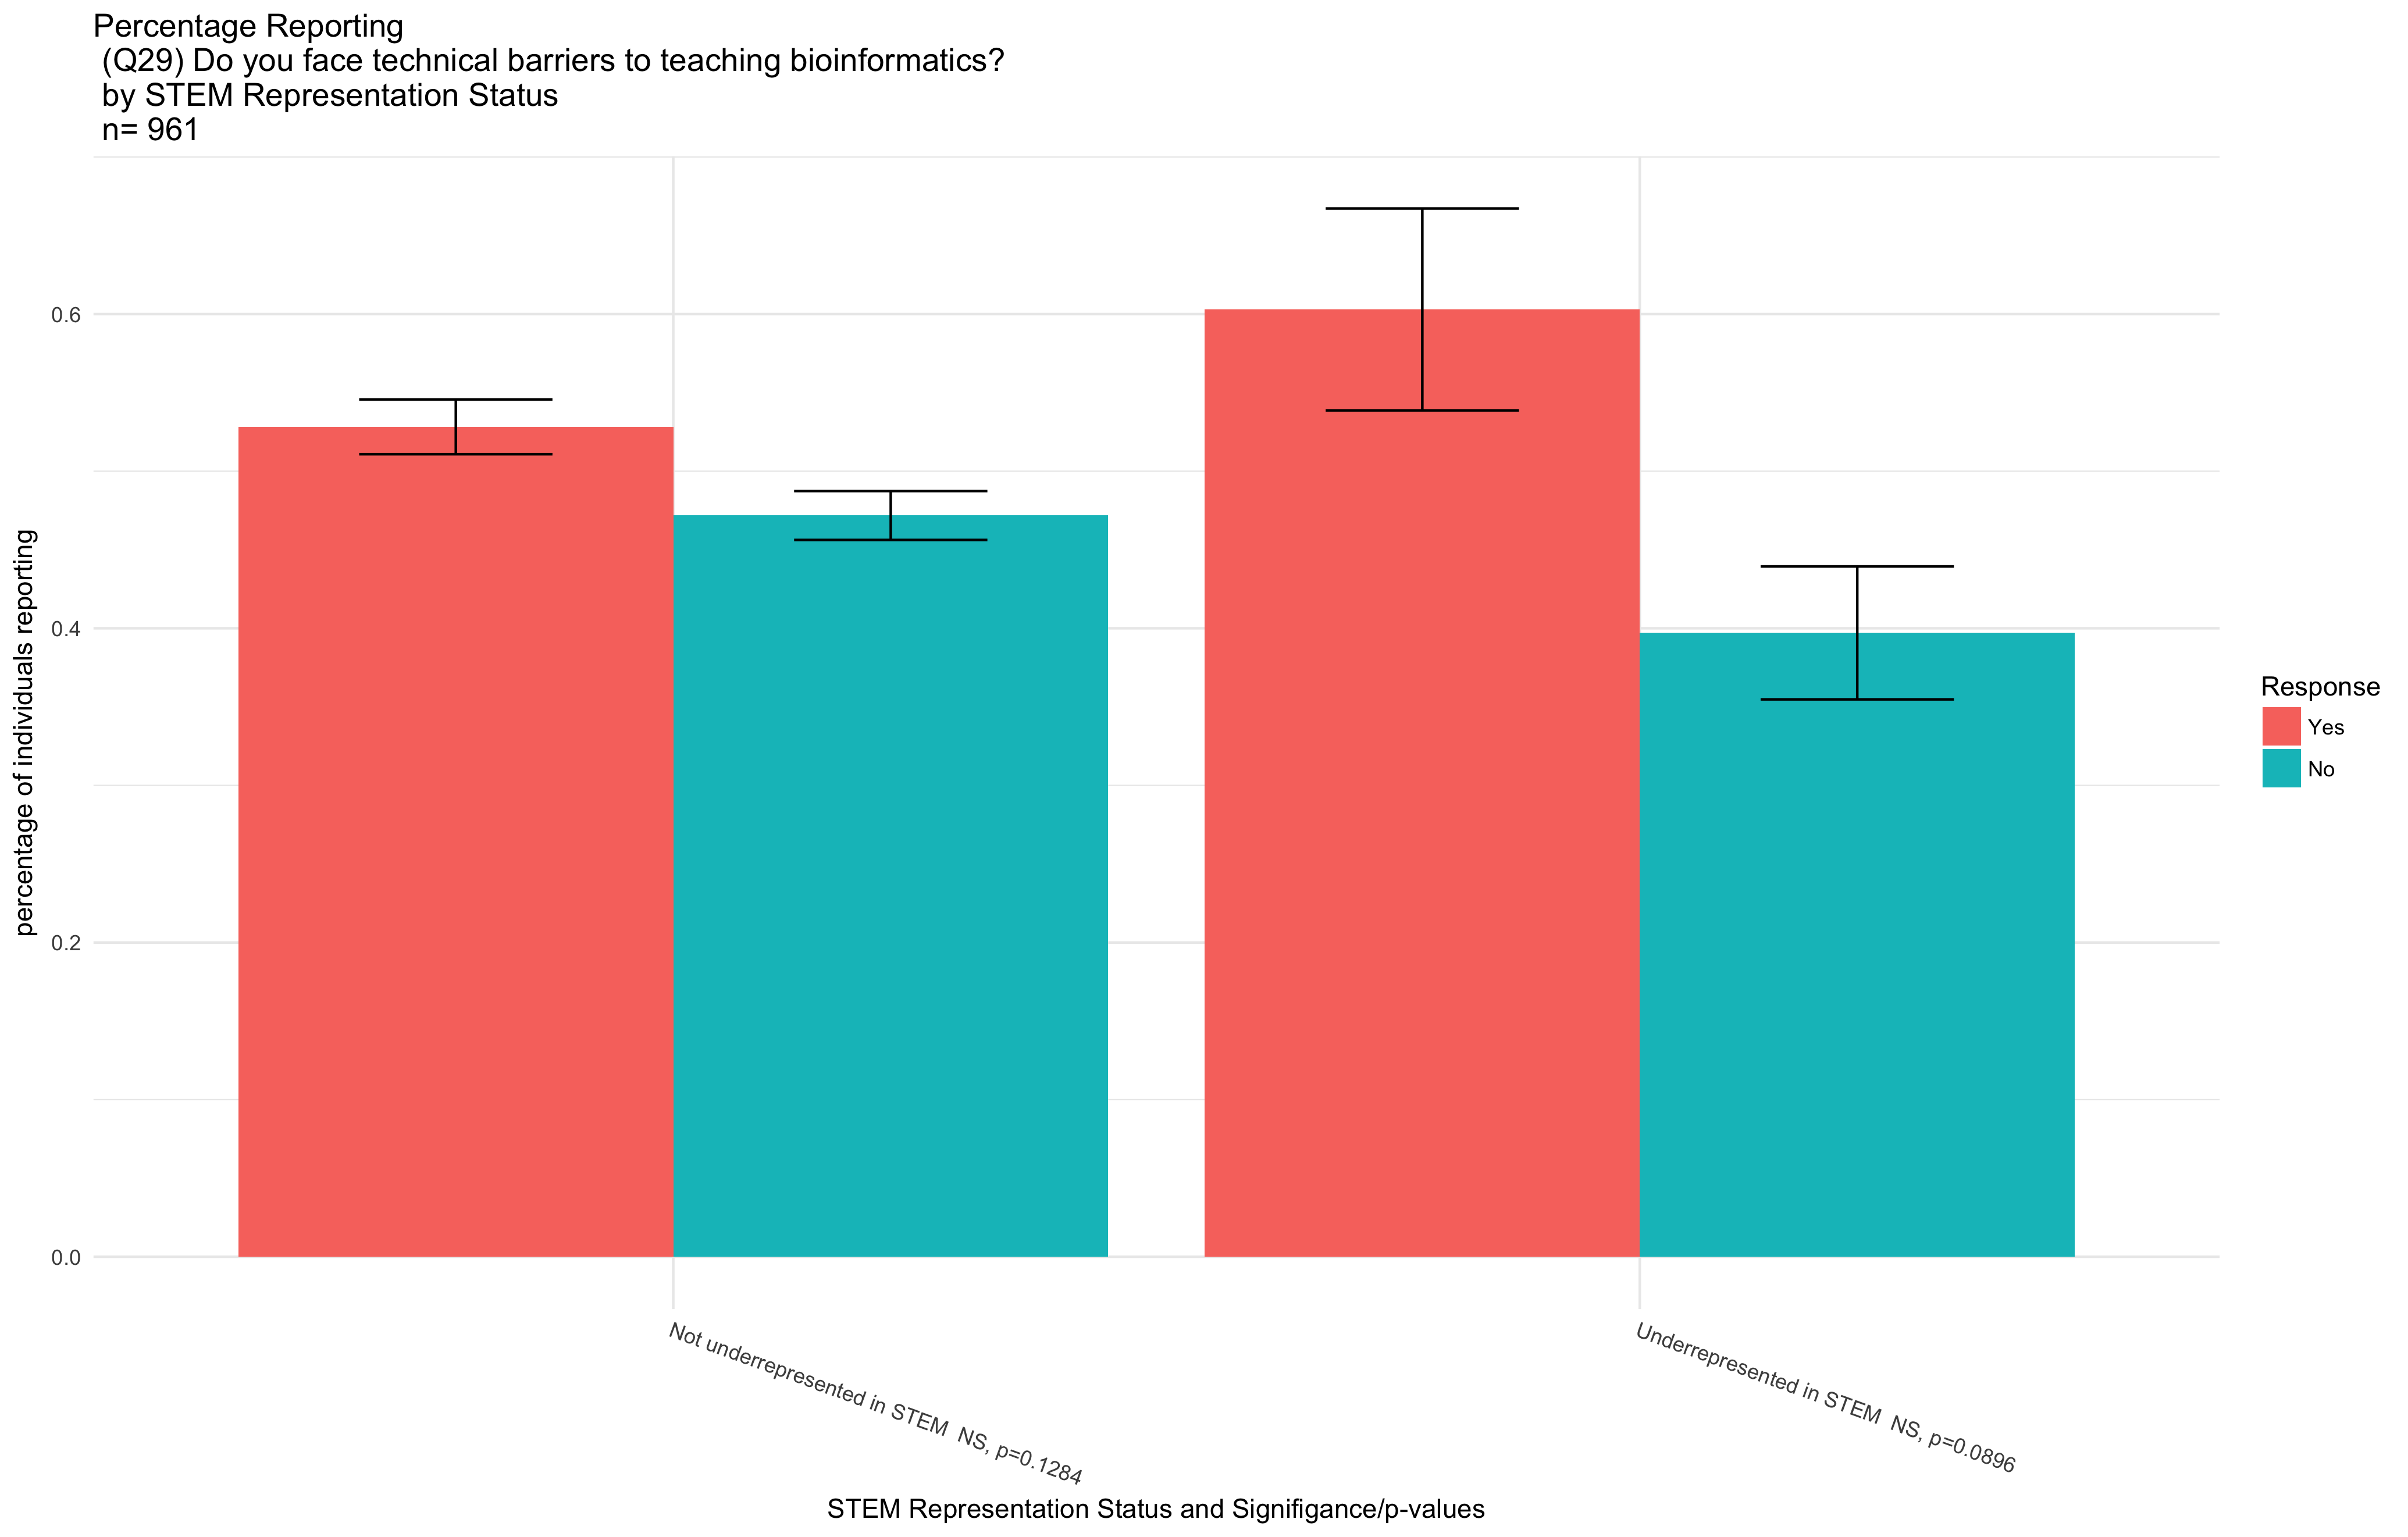 Percentage Reporting
(Q29) Do you face technical barriers to teaching bioinformatics?
by STEM Representation Status
n= 961
percentage of individuals reporting
0.6
0.4
0.2
0.0
Response
Yes
No
Not underrepresented in STEM  NS, p=0.1284
Underrepresented in STEM  NS, p=0.0896
STEM Representation Status and Signifigance/p-values